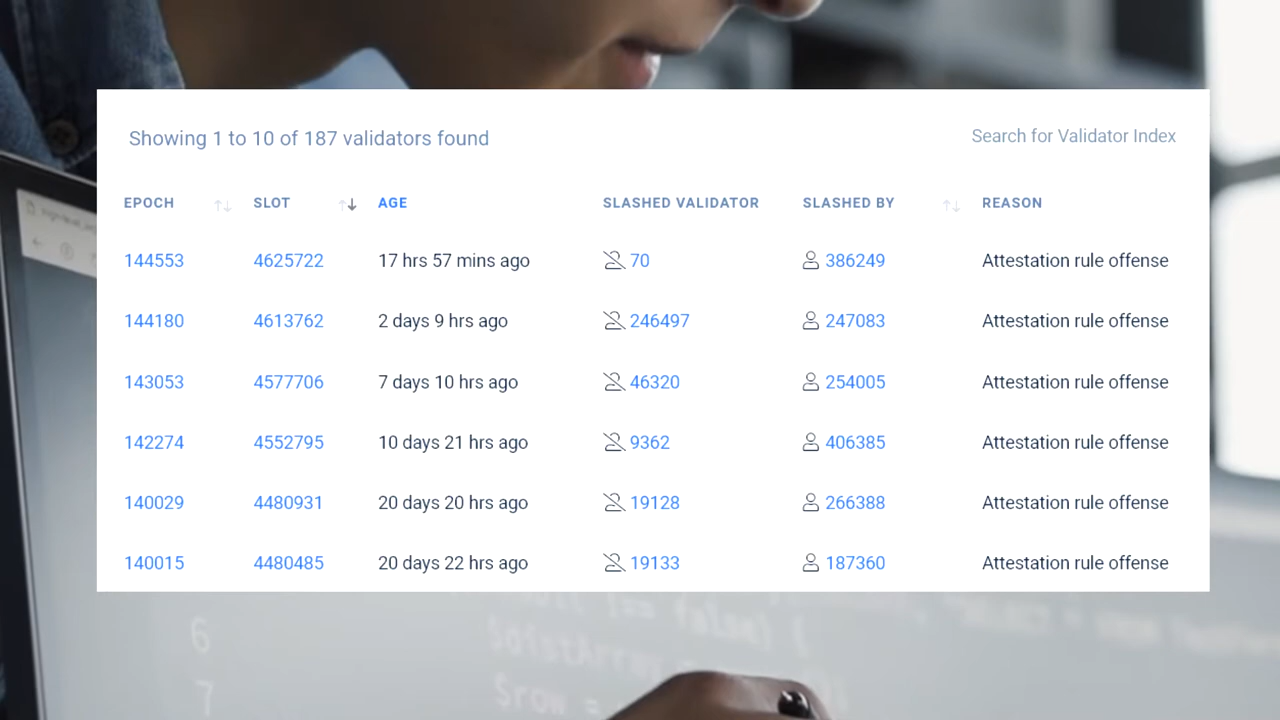 Showing 1 to 10 of 187 validators found
Search for Validator Index
EPOCH SLOT AGE SLASHED VALIDATOR SLASHED BY REASON
144553 4625722 17 hrs 57 mins ago 70 386249 Attestation rule offense
144180 4613762 2 days 9 hrs ago 246497 247083 Attestation rule offense
143053 4577706 7 days 10 hrs ago 46320 254005 Attestation rule offense
142274 4552795 10 days 21 hrs ago 9362 406385 Attestation rule offense
140029 4480931 20 days 20 hrs ago 19128 266388 Attestation rule offense
140015 4480485 20 days 22 hrs ago 19133 187360 Attestation rule offense
6
7 $row =